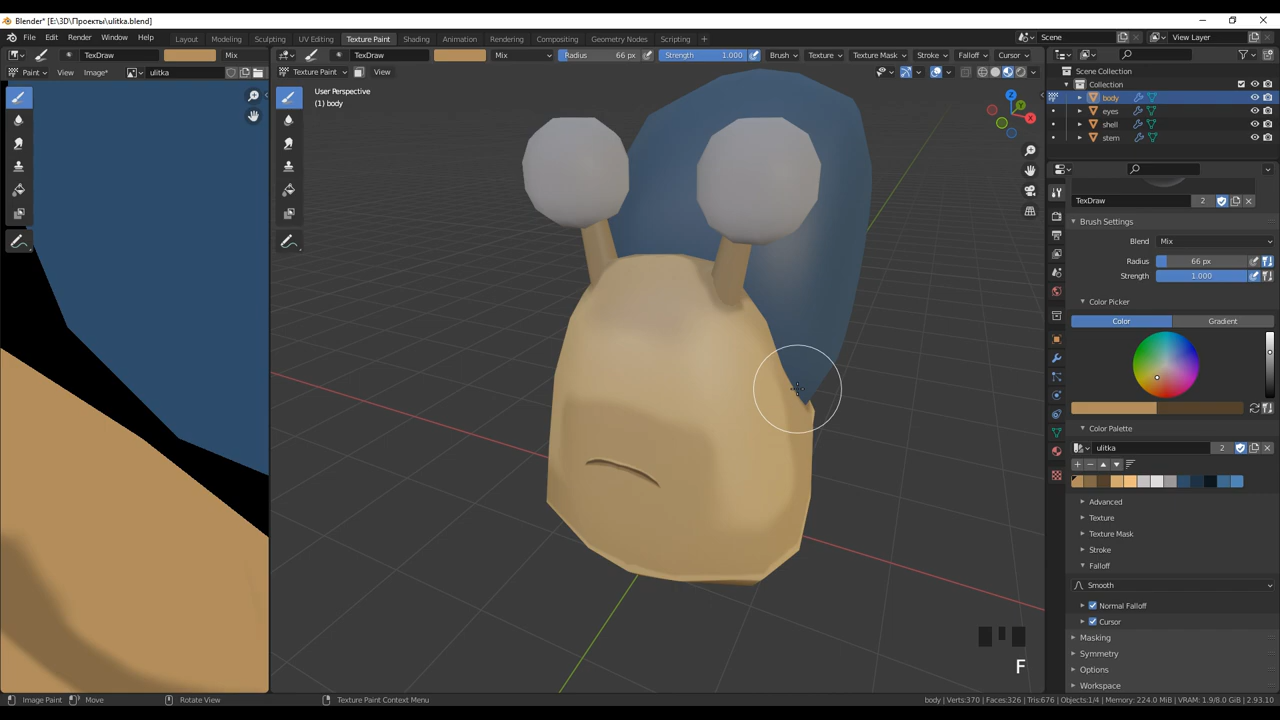 Blender* [E:\3D\Проекты\ulitka.blend]
File Edit Render Window Help Layout Modeling Sculpting UV Editing Texture Paint Shading Animation Rendering Compositing Geometry Nodes Scripting Scene View Layer
TexDraw Mix TexDraw Mix Radius 66 px Strength 1.000 Brush Texture Texture Mask Stroke Falloff Cursor
Paint View Image* ulitka Texture Paint View
User Perspective
(1) body
Z
Y
X
Scene Collection
Collection
body
eyes
shell
stem
TexDraw 2
Brush Settings
Blend Mix
Radius 66 px
Strength 1.000
Color Picker
Color Gradient
Color Palette
ulitka 2
Advanced
Texture
Texture Mask
Stroke
Falloff
Smooth
Normal Falloff
Cursor
Masking
Symmetry
Options
Workspace
F
Image Paint Move Rotate View Texture Paint Context Menu body | Verts:370 | Faces:326 | Tris:676 | Objects:1/4 | Memory: 224.0 MiB | VRAM: 1.9/8.0 GiB | 2.93.10